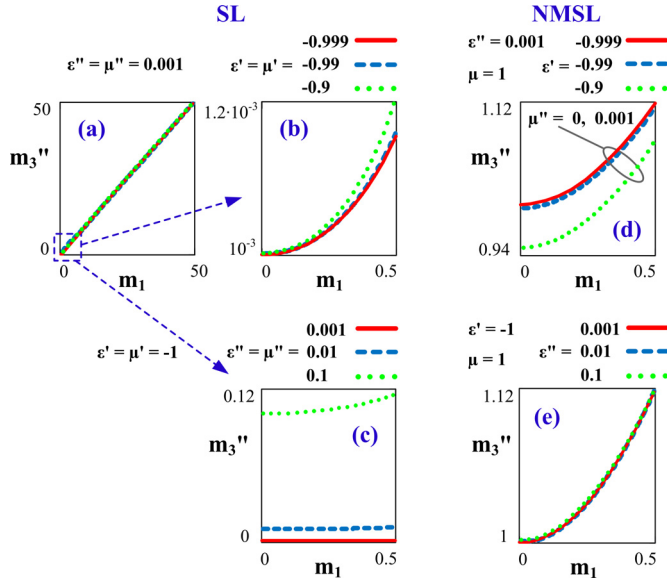 SL
NMSL
ε'' = μ'' = 0.001
ε' = μ' =
-0.999
-0.99
-0.9
ε'' = 0.001
μ = 1
ε' =
-0.999
-0.99
-0.9
50
(a)
m₃''
0
0
50
m₁
1.2·10⁻³
(b)
10⁻³
0
0.5
m₁
1.12
μ'' = 0, 0.001
m₃''
(d)
0.94
0
0.5
m₁
ε' = μ' = -1
ε'' = μ'' =
0.001
0.01
0.1
ε' = -1
μ = 1
ε'' =
0.001
0.01
0.1
0.12
(c)
m₃''
0
0
0.5
m₁
1.12
(e)
m₃''
1
0
0.5
m₁